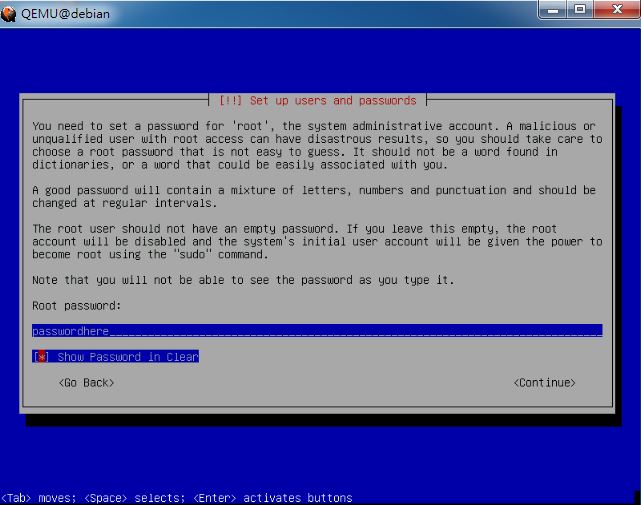 QEMU@debian
[!!] Set up users and passwords
You need to set a password for 'root', the system administrative account. A malicious or
unqualified user with root access can have disastrous results, so you should take care to
choose a root password that is not easy to guess. It should not be a word found in
dictionaries, or a word that could be easily associated with you.
A good password will contain a mixture of letters, numbers and punctuation and should be
changed at regular intervals.
The root user should not have an empty password. If you leave this empty, the root
account will be disabled and the system's initial user account will be given the power to
become root using the "sudo" command.
Note that you will not be able to see the password as you type it.
Root password:
passwordhere
[*] Show Password in Clear
<Go Back> <Continue>
<Tab> moves; <Space> selects; <Enter> activates buttons